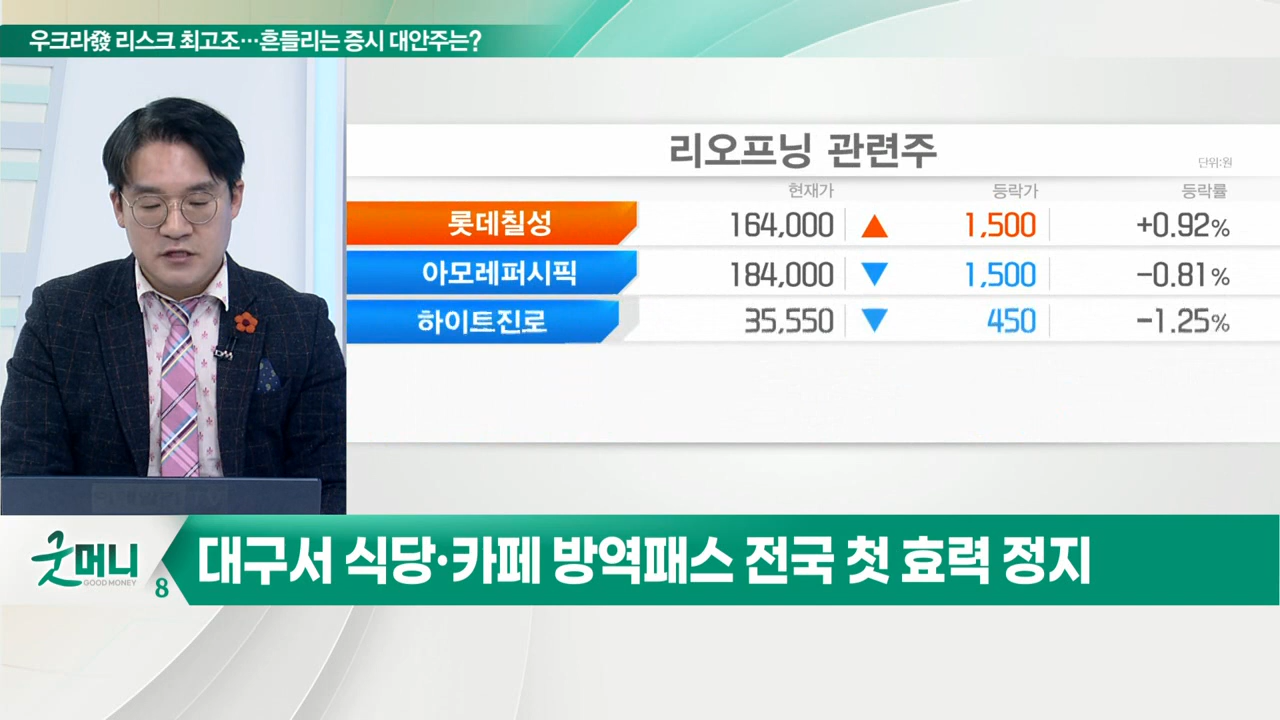 우크라發 리스크 최고조…흔들리는 증시 대안주는?
리오프닝 관련주
단위:원
현재가 등락가 등락률
롯데칠성 164,000 ▲ 1,500 +0.92%
아모레퍼시픽 184,000 ▼ 1,500 -0.81%
하이트진로 35,550 ▼ 450 -1.25%
굿머니
GOOD MONEY
8
대구서 식당·카페 방역패스 전국 첫 효력 정지